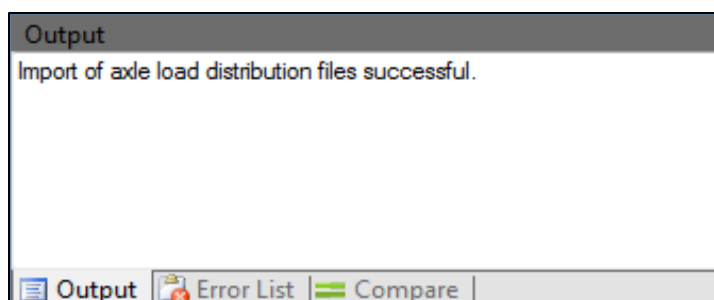 Output
Import of axle load distribution files successful.
Output Error List Compare